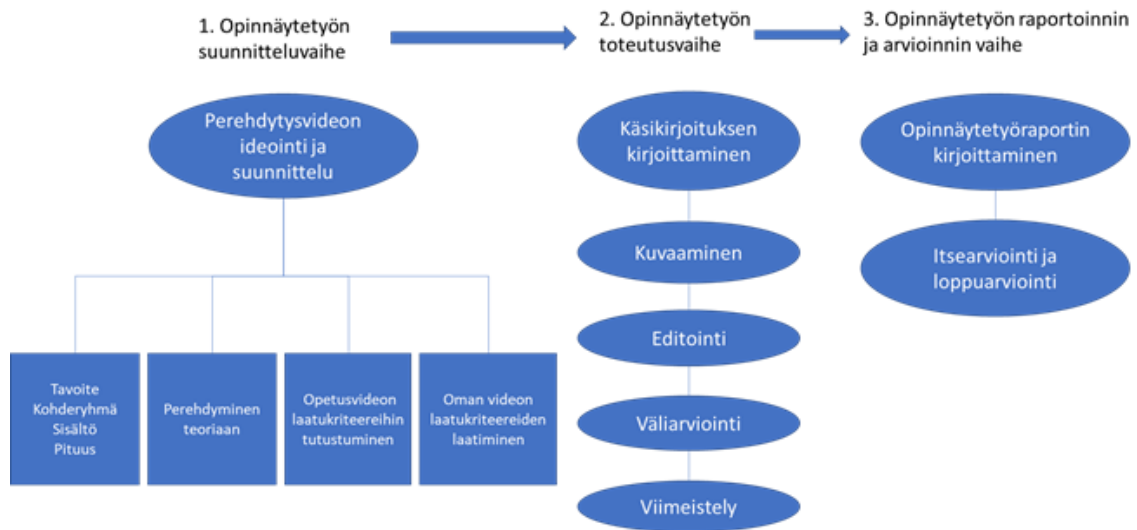 1. Opinnäytetyön
suunnitteluvaihe
2. Opinnäytetyön
toteutusvaihe
3. Opinnäytetyön raportoinnin
ja arvioinnin vaihe
Perehdytysvideon
ideointi ja
suunnittelu
Tavoite
Kohderyhmä
Sisältö
Pituus
Perehdyminen
teoriaan
Opetusvideon
laatukriteereihin
tutustuminen
Oman videon
laatukriteereiden
laatiminen
Käsikirjoituksen
kirjoittaminen
Kuvaaminen
Editointi
Väliarviointi
Viimeistely
Opinnäytetyöraportin
kirjoittaminen
Itsearviointi ja
loppuarviointi